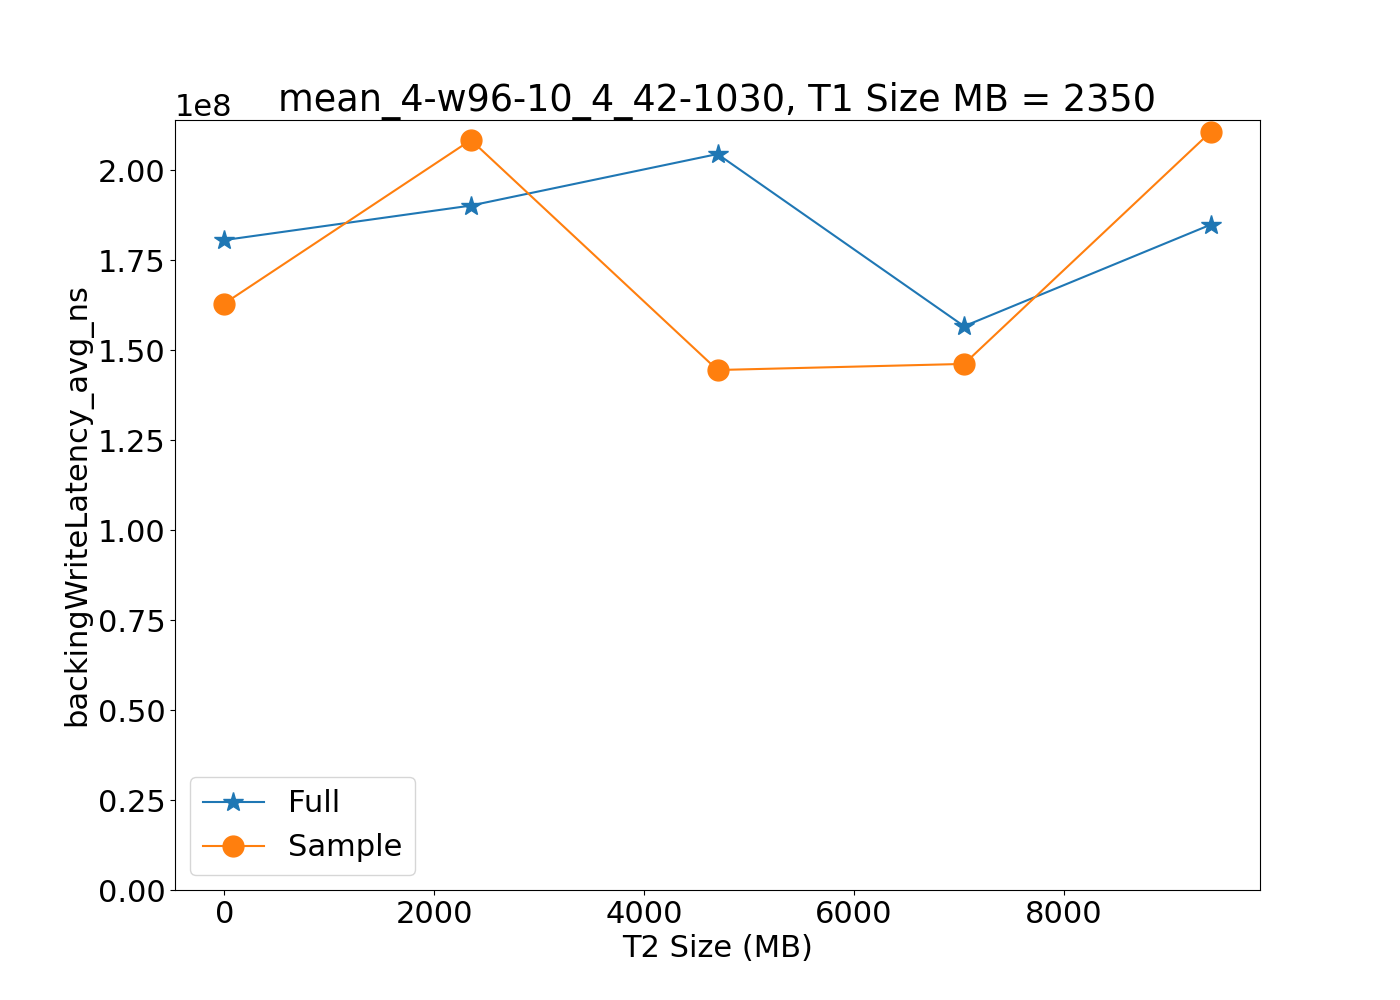 1e8
mean_4-w96-10_4_42-1030, T1 Size MB = 2350
2.00
1.75
1.50
1.25
1.00
0.75
0.50
0.25
0.00
backingWriteLatency_avg_ns
Full
Sample
0 2000 4000 6000 8000
T2 Size (MB)